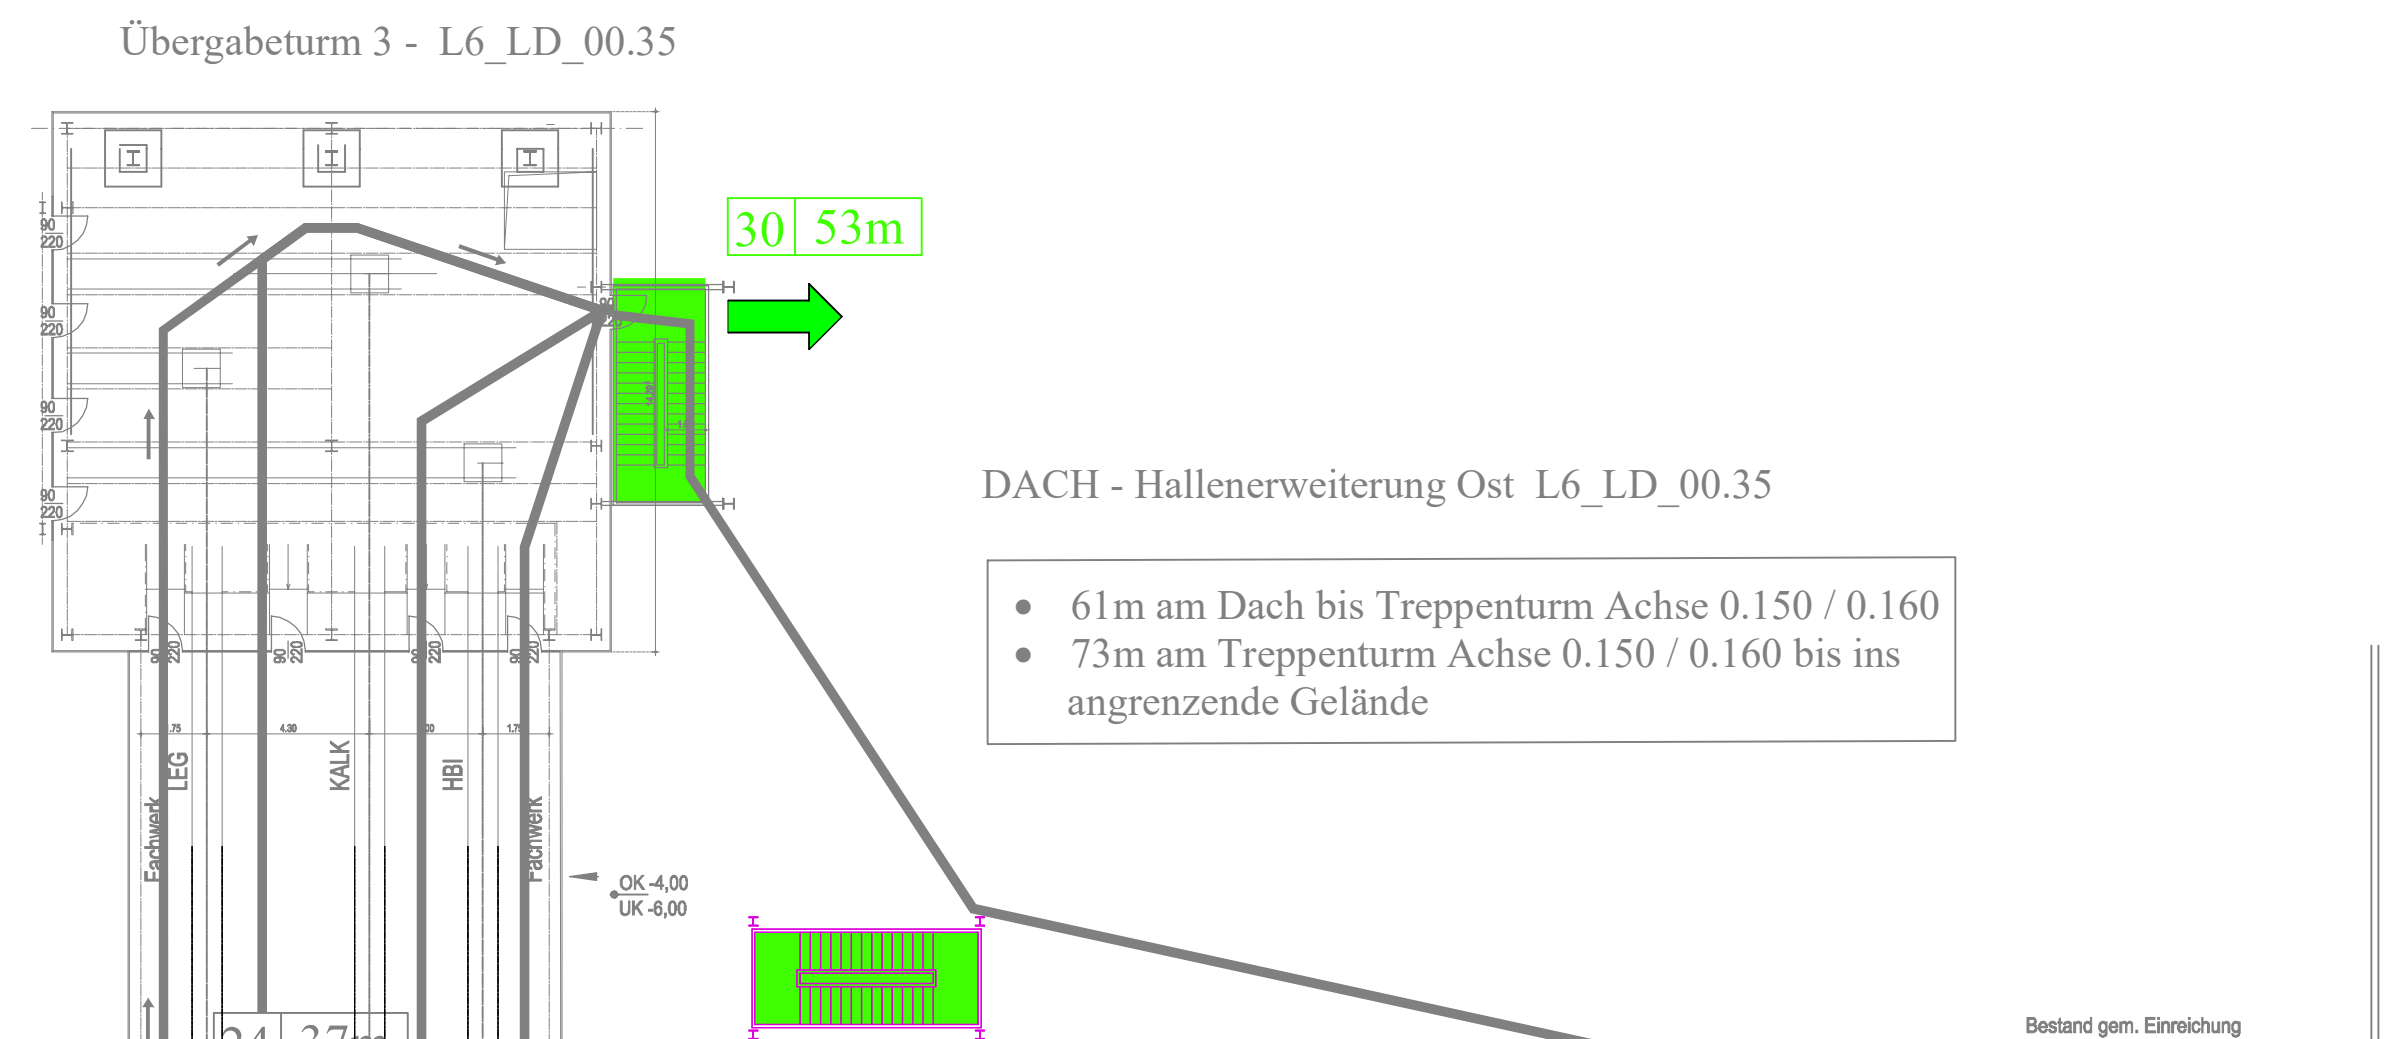 Übergabeturm 3 - L6_LD_00.35
30 53m
90
220
90
220
90
220
90
220
DACH - Hallenerweiterung Ost L6_LD_00.35
• 61m am Dach bis Treppenturm Achse 0.150 / 0.160
• 73m am Treppenturm Achse 0.150 / 0.160 bis ins
angrenzende Gelände
90
220
90
220
90
220
90
220
4.30
LEG
KALK
HBI
Fachwerk
Fachwerk
OK -4,00
UK -6,00
24 37m
Bestand gem. Einreichung